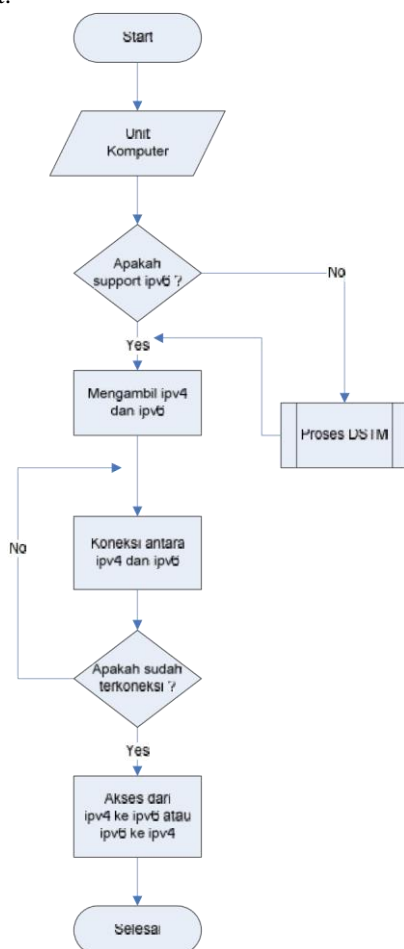 Start
Unit
Komputer
Apakah
support ipv6 ?
No
Yes
Mengambil ipv4
dan ipv6
Proses DSTM
No
Koneksi antara
ipv4 dan ipv6
Apakah sudah
terkoneksi ?
Yes
Akses dari
ipv4 ke ipv6 atau
ipv6 ke ipv4
Selesai